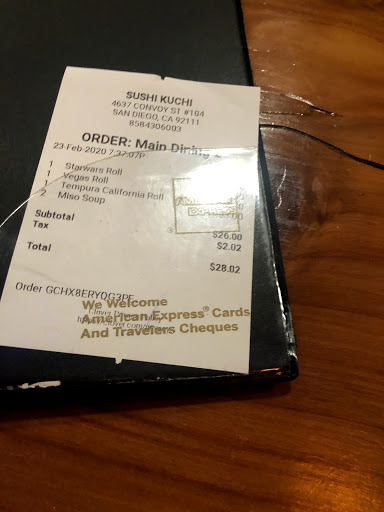 SUSHI KUCHI
4637 CONVOY ST #104
SAN DIEGO, CA 92111
8584306003
ORDER: Main Dining
23-Feb-2020 7:37:07P
1 Starwars Roll
1 Vegas Roll
1 Tempura California Roll
2 Miso Soup
Subtotal $26.00
Tax $2.02
Total $28.02
Order GCHX8ERYQG3PE
We Welcome
American Express® Cards
And Travelers Cheques